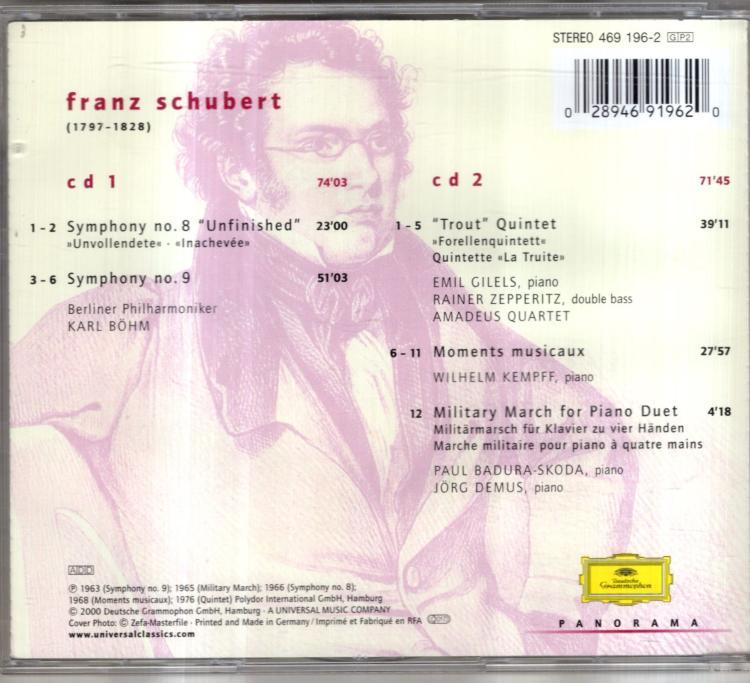 STEREO 469 196-2 GP2
0 28946 91962 0
franz schubert
(1797-1828)
cd 1 74'03
1 - 2 Symphony no. 8 "Unfinished" 23'00
»Unvollendete« · «Inachevée»
3 - 6 Symphony no. 9 51'03
Berliner Philharmoniker
KARL BÖHM
cd 2 71'45
1 - 5 "Trout" Quintet 39'11
»Forellenquintett«
Quintette «La Truite»
EMIL GILELS, piano
RAINER ZEPPERITZ, double bass
AMADEUS QUARTET
6 - 11 Moments musicaux 27'57
WILHELM KEMPFF, piano
12 Military March for Piano Duet 4'18
Militärmarsch für Klavier zu vier Händen
Marche militaire pour piano à quatre mains
PAUL BADURA-SKODA, piano
JÖRG DEMUS, piano
ADD
℗ 1963 (Symphony no. 9); 1965 (Military March); 1966 (Symphony no. 8);
1968 (Moments musicaux); 1976 (Quintet) Polydor International GmbH, Hamburg
© 2000 Deutsche Grammophon GmbH, Hamburg · A UNIVERSAL MUSIC COMPANY
Cover Photo: © Zefa-Masterfile · Printed and Made in Germany / Imprimé et Fabriqué en RFA
www.universalclassics.com
Deutsche
Grammophon
PANORAMA